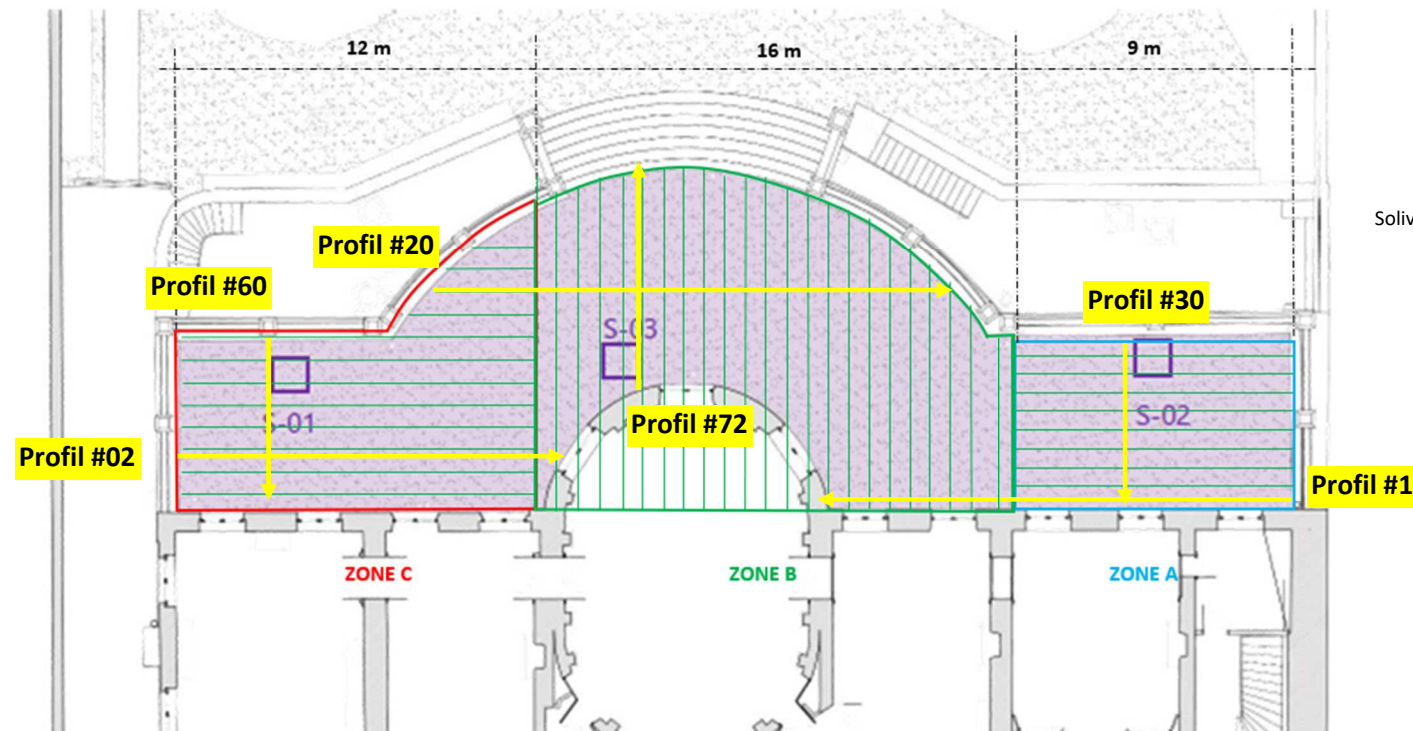 12 m
16 m
9 m
Soliv
Profil #20
Profil #60
Profil #30
S-03
S-01
Profil #72
S-02
Profil #02
Profil #1
ZONE C
ZONE B
ZONE A